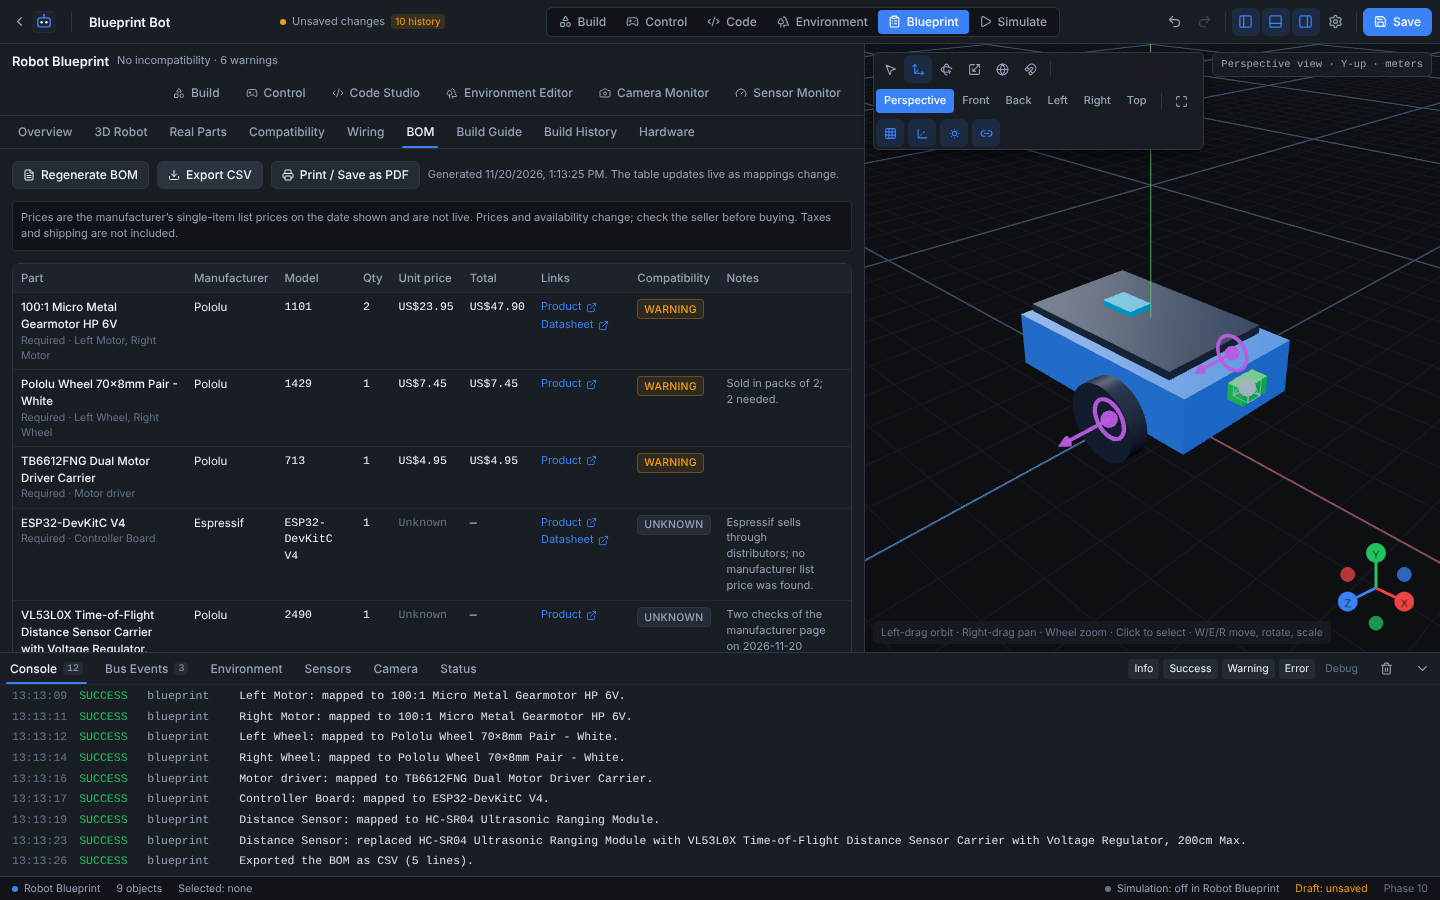 Blueprint Bot
Unsaved changes 10 history
Build Control Code Environment Blueprint Simulate
Save
Robot Blueprint No incompatibility · 6 warnings
Build Control Code Studio Environment Editor Camera Monitor Sensor Monitor
Overview 3D Robot Real Parts Compatibility Wiring BOM Build Guide Build History Hardware
Regenerate BOM Export CSV Print / Save as PDF Generated 11/20/2026, 1:13:25 PM. The table updates live as mappings change.
Prices are the manufacturer's single-item list prices on the date shown and are not live. Prices and availability change; check the seller before buying. Taxes
and shipping are not included.
Part Manufacturer Model Qty Unit price Total Links Compatibility Notes
100:1 Micro Metal Pololu 1101 2 US$23.95 US$47.90 Product WARNING
Gearmotor HP 6V Datasheet
Required · Left Motor, Right
Motor
Pololu Wheel 70×8mm Pair - Pololu 1429 1 US$7.45 US$7.45 Product WARNING Sold in packs of 2;
White 2 needed.
Required · Left Wheel, Right
Wheel
TB6612FNG Dual Motor Pololu 713 1 US$4.95 US$4.95 Product WARNING
Driver Carrier
Required · Motor driver
ESP32-DevKitC V4 Espressif ESP32- 1 Unknown — Product UNKNOWN Espressif sells
Required · Controller Board DevKitC Datasheet through
V4 distributors; no
manufacturer list
price was found.
VL53L0X Time-of-Flight Pololu 2490 1 Unknown — Product UNKNOWN Two checks of the
Distance Sensor Carrier manufacturer page
with Voltage Regulator, on 2026-11-20
Perspective view · Y-up · meters
Perspective Front Back Left Right Top
Y
Z X
Left-drag orbit · Right-drag pan · Wheel zoom · Click to select · W/E/R move, rotate, scale
Console 12 Bus Events 3 Environment Sensors Camera Status
Info Success Warning Error Debug
13:13:09 SUCCESS blueprint Left Motor: mapped to 100:1 Micro Metal Gearmotor HP 6V.
13:13:11 SUCCESS blueprint Right Motor: mapped to 100:1 Micro Metal Gearmotor HP 6V.
13:13:12 SUCCESS blueprint Left Wheel: mapped to Pololu Wheel 70×8mm Pair - White.
13:13:14 SUCCESS blueprint Right Wheel: mapped to Pololu Wheel 70×8mm Pair - White.
13:13:16 SUCCESS blueprint Motor driver: mapped to TB6612FNG Dual Motor Driver Carrier.
13:13:17 SUCCESS blueprint Controller Board: mapped to ESP32-DevKitC V4.
13:13:19 SUCCESS blueprint Distance Sensor: mapped to HC-SR04 Ultrasonic Ranging Module.
13:13:23 SUCCESS blueprint Distance Sensor: replaced HC-SR04 Ultrasonic Ranging Module with VL53L0X Time-of-Flight Distance Sensor Carrier with Voltage Regulator, 200cm Max.
13:13:26 SUCCESS blueprint Exported the BOM as CSV (5 lines).
Robot Blueprint 9 objects Selected: none
Simulation: off in Robot Blueprint Draft: unsaved Phase 10